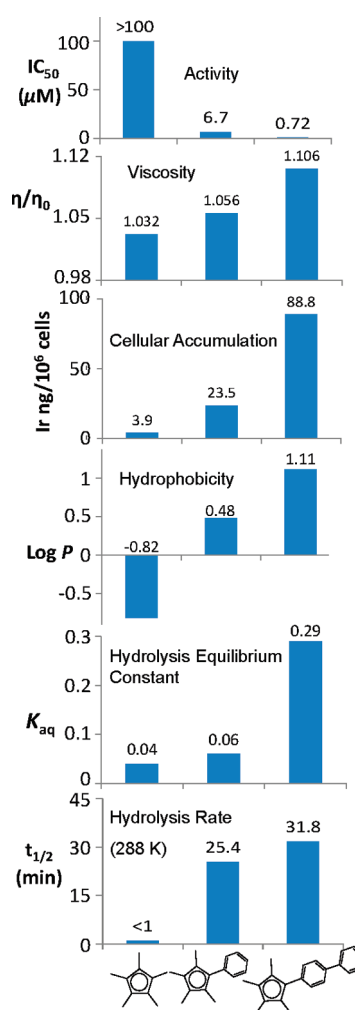 >100
100
IC50
(μM)
Activity
50
6.7
0.72
0
1.12
1.106
Viscosity
η/η0
1.056
1.05
1.032
0.98
100
88.8
Ir ng/10⁶ cells
Cellular Accumulation
50
23.5
3.9
0
1.11
1
Hydrophobicity
0.5
0.48
Log P
0
-0.82
-0.5
0.3
0.29
Hydrolysis Equilibrium
Constant
0.2
Kaq
0.1
0.04
0.06
0
45
Hydrolysis Rate
31.8
30
(288 K)
25.4
t1/2
(min)
15
<1
0